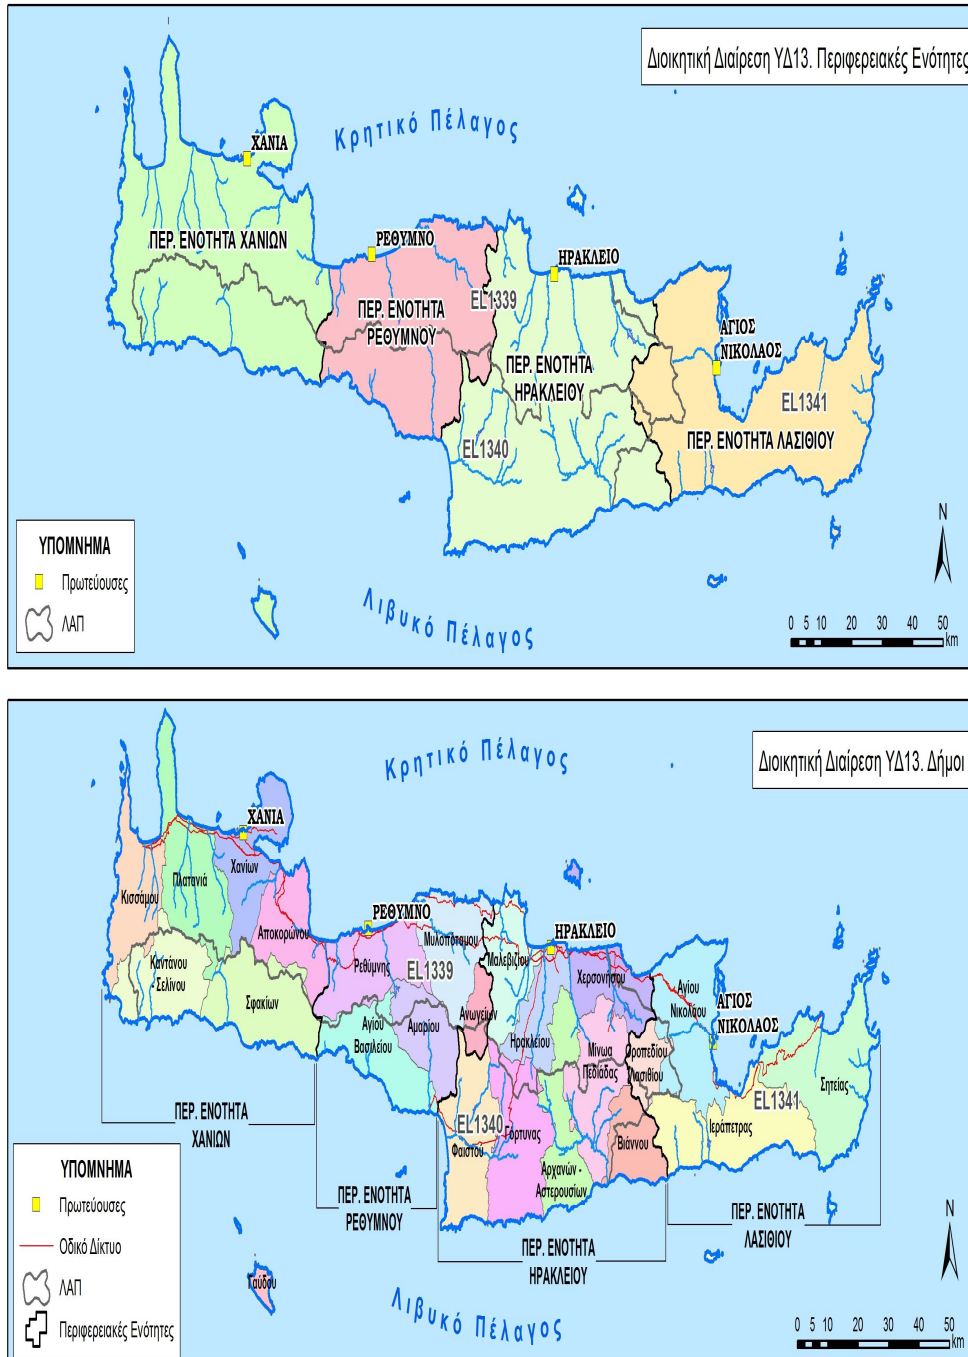 Διοικητική Διαίρεση ΥΔ13. Περιφερειακές Ενότητες
Κρητικό Πέλαγος
ΧΑΝΙΑ
ΠΕΡ. ΕΝΟΤΗΤΑ ΧΑΝΙΩΝ
ΡΕΘΥΜΝΟ
ΗΡΑΚΛΕΙΟ
EL1339
ΠΕΡ. ΕΝΟΤΗΤΑ
ΡΕΘΥΜΝΟΥ
ΑΓΙΟΣ
ΝΙΚΟΛΑΟΣ
ΠΕΡ. ΕΝΟΤΗΤΑ
ΗΡΑΚΛΕΙΟΥ
EL1341
ΠΕΡ. ΕΝΟΤΗΤΑ ΛΑΣΙΘΙΟΥ
EL1340
ΥΠΟΜΝΗΜΑ
Πρωτεύουσες
ΛΑΠ
Λιβυκό Πέλαγος
N
0 5 10 20 30 40 50
km
Διοικητική Διαίρεση ΥΔ13. Δήμοι
Κρητικό Πέλαγος
ΧΑΝΙΑ
Χανίων
Πλατανιά
Κισσάμου
Αποκορώνου
ΡΕΘΥΜΝΟ
Μυλοποτάμου
ΗΡΑΚΛΕΙΟ
Μαλεβιζίου
Ρεθύμνης
EL1339
Χερσονήσου
Καντάνου
-Σελίνου
Σφακίων
Αγίου
Νικολάου
ΑΓΙΟΣ
ΝΙΚΟΛΑΟΣ
Ανωγείων
Αγίου
Βασιλείου
Αμαρίου
Ηρακλείου
Μίνωα
Πεδιάδας
Οροπεδίου
Λασιθίου
Σητείας
EL1341
Ιεράπετρας
EL1340
Φαιστού
Γόρτυνας
Βιάννου
Αρχανών -
Αστερουσίων
ΠΕΡ. ΕΝΟΤΗΤΑ
ΧΑΝΙΩΝ
ΠΕΡ. ΕΝΟΤΗΤΑ
ΡΕΘΥΜΝΟΥ
ΠΕΡ. ΕΝΟΤΗΤΑ
ΗΡΑΚΛΕΙΟΥ
ΠΕΡ. ΕΝΟΤΗΤΑ
ΛΑΣΙΘΙΟΥ
Γαύδου
ΥΠΟΜΝΗΜΑ
Πρωτεύουσες
Οδικό Δίκτυο
ΛΑΠ
Περιφερειακές Ενότητες
Λιβυκό Πέλαγος
N
0 5 10 20 30 40 50
km